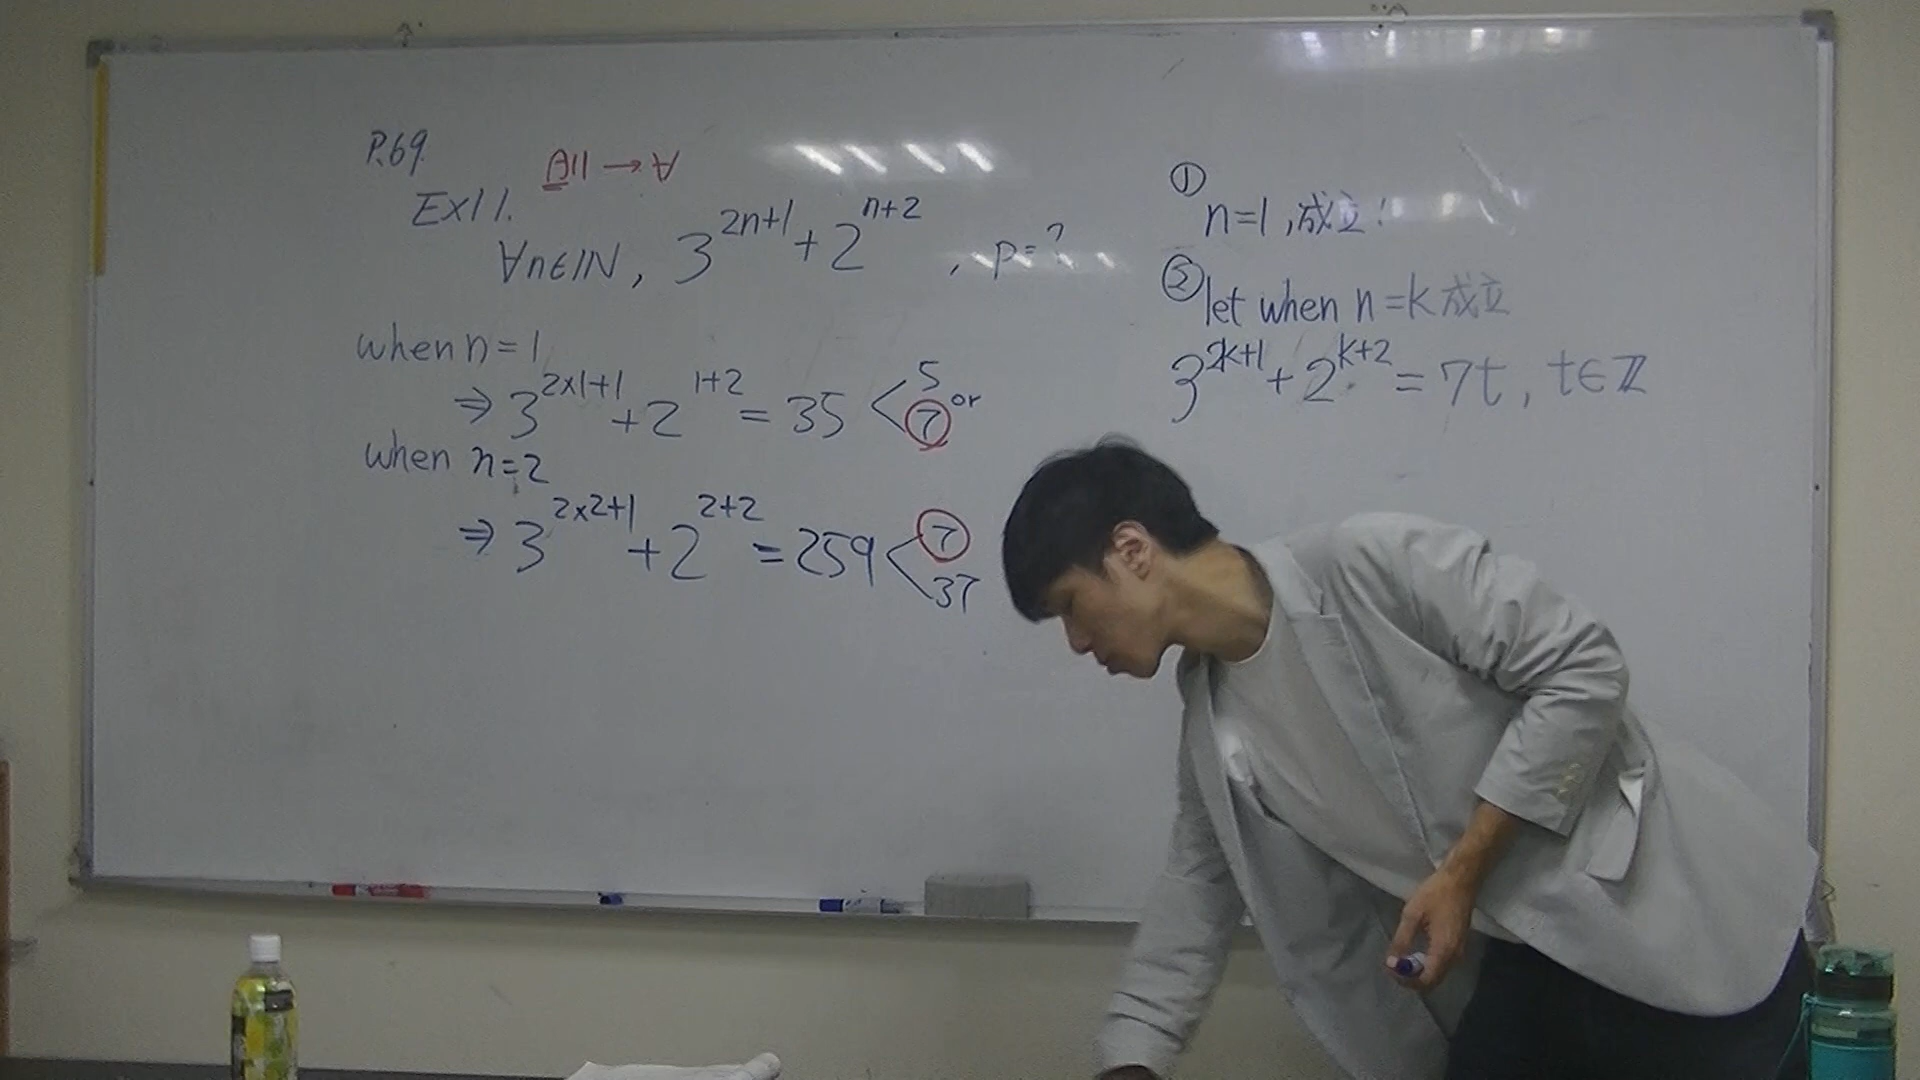 P.69
All → ∀
Ex11.
∀n∈ℕ, 3^{2n+1}+2^{n+2}, p=?
when n=1
⇒ 3^{2×1+1}+2^{1+2}=35 < 5 or 7
when n=2
⇒ 3^{2×2+1}+2^{2+2}=259 < 7 37
① n=1,成立!
② let when n=k成立
3^{2k+1}+2^{k+2}=7t, t∈ℤ